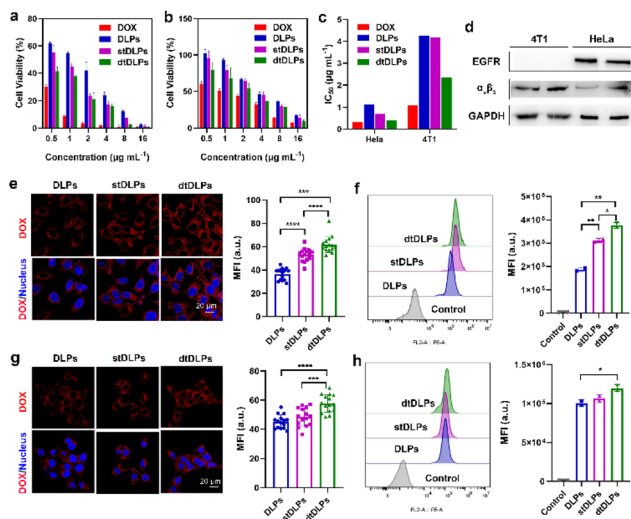 a
Cell Viability (%)
80
60
40
20
0
DOX
DLPs
stDLPs
dtDLPs
0.5 1 2 4 8 16
Concentration (μg mL⁻¹)
b
Cell Viability (%)
150
100
50
0
DOX
DLPs
stDLPs
dtDLPs
0.5 1 2 4 8 16
Concentration (μg mL⁻¹)
c
IC₅₀ (μg mL⁻¹)
5
4
3
2
1
0
DOX
DLPs
stDLPs
dtDLPs
Hela 4T1
d
4T1 HeLa
EGFR
αᵥβ₃
GAPDH
e
DLPs stDLPs dtDLPs
DOX
DOX/Nucleus
20 μm
MFI (a.u.)
100
80
60
40
20
0
***
**** ****
DLPs stDLPs dtDLPs
f
dtDLPs
stDLPs
DLPs
Control
FL2-A :: PE-A
MFI (a.u.)
5×10⁵
4×10⁵
3×10⁵
2×10⁵
1×10⁵
0
**
** *
Control DLPs stDLPs dtDLPs
g
DLPs stDLPs dtDLPs
DOX
DOX/Nucleus
20 μm
MFI (a.u.)
80
60
40
20
0
****
***
DLPs stDLPs dtDLPs
h
dtDLPs
stDLPs
DLPs
Control
FL2-A :: PE-A
MFI (a.u.)
1.5×10⁵
1×10⁵
5×10⁴
0
*
Control DLPs stDLPs dtDLPs